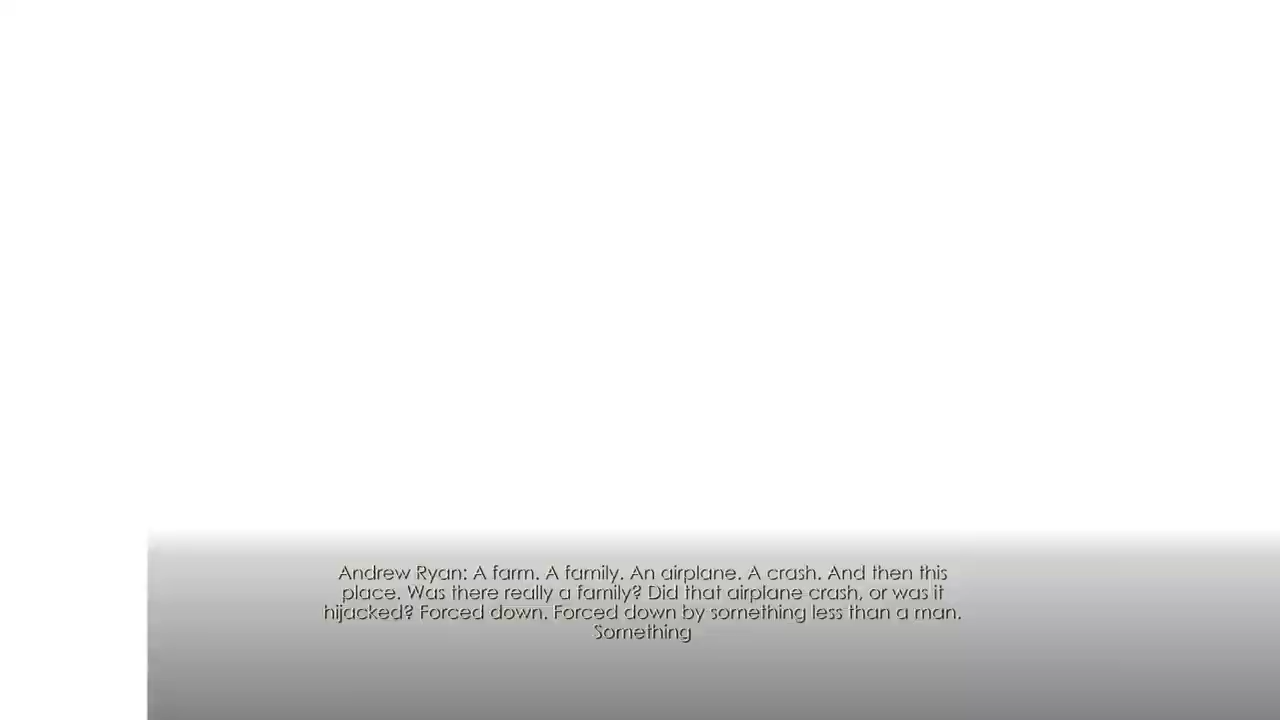 Andrew Ryan: A farm. A family. An airplane. A crash. And then this
place. Was there really a family? Did that airplane crash, or was it
hijacked? Forced down. Forced down by something less than a man.
Something